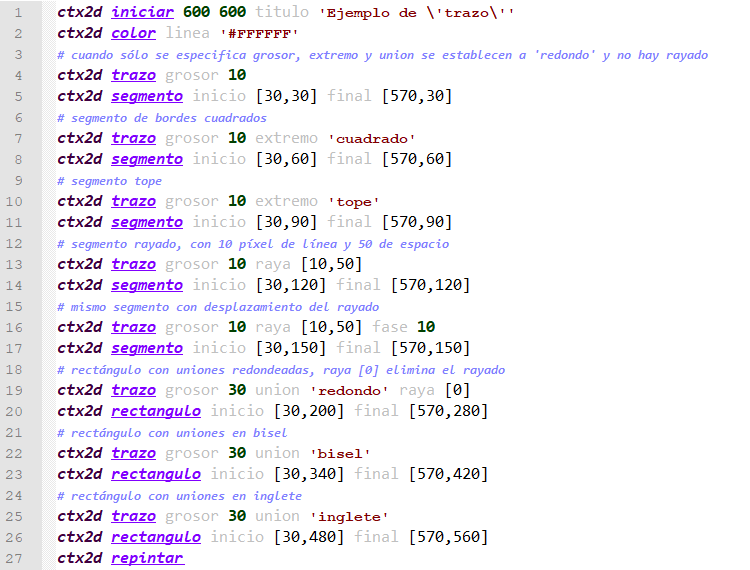 1 ctx2d iniciar 600 600 titulo 'Ejemplo de \'trazo\''
2 ctx2d color linea '#FFFFFF'
3 # cuando sólo se especifica grosor, extremo y union se establecen a 'redondo' y no hay rayado
4 ctx2d trazo grosor 10
5 ctx2d segmento inicio [30,30] final [570,30]
6 # segmento de bordes cuadrados
7 ctx2d trazo grosor 10 extremo 'cuadrado'
8 ctx2d segmento inicio [30,60] final [570,60]
9 # segmento tope
10 ctx2d trazo grosor 10 extremo 'tope'
11 ctx2d segmento inicio [30,90] final [570,90]
12 # segmento rayado, con 10 píxel de línea y 50 de espacio
13 ctx2d trazo grosor 10 raya [10,50]
14 ctx2d segmento inicio [30,120] final [570,120]
15 # mismo segmento con desplazamiento del rayado
16 ctx2d trazo grosor 10 raya [10,50] fase 10
17 ctx2d segmento inicio [30,150] final [570,150]
18 # rectángulo con uniones redondeadas, raya [0] elimina el rayado
19 ctx2d trazo grosor 30 union 'redondo' raya [0]
20 ctx2d rectangulo inicio [30,200] final [570,280]
21 # rectángulo con uniones en bisel
22 ctx2d trazo grosor 30 union 'bisel'
23 ctx2d rectangulo inicio [30,340] final [570,420]
24 # rectángulo con uniones en inglete
25 ctx2d trazo grosor 30 union 'inglete'
26 ctx2d rectangulo inicio [30,480] final [570,560]
27 ctx2d repintar